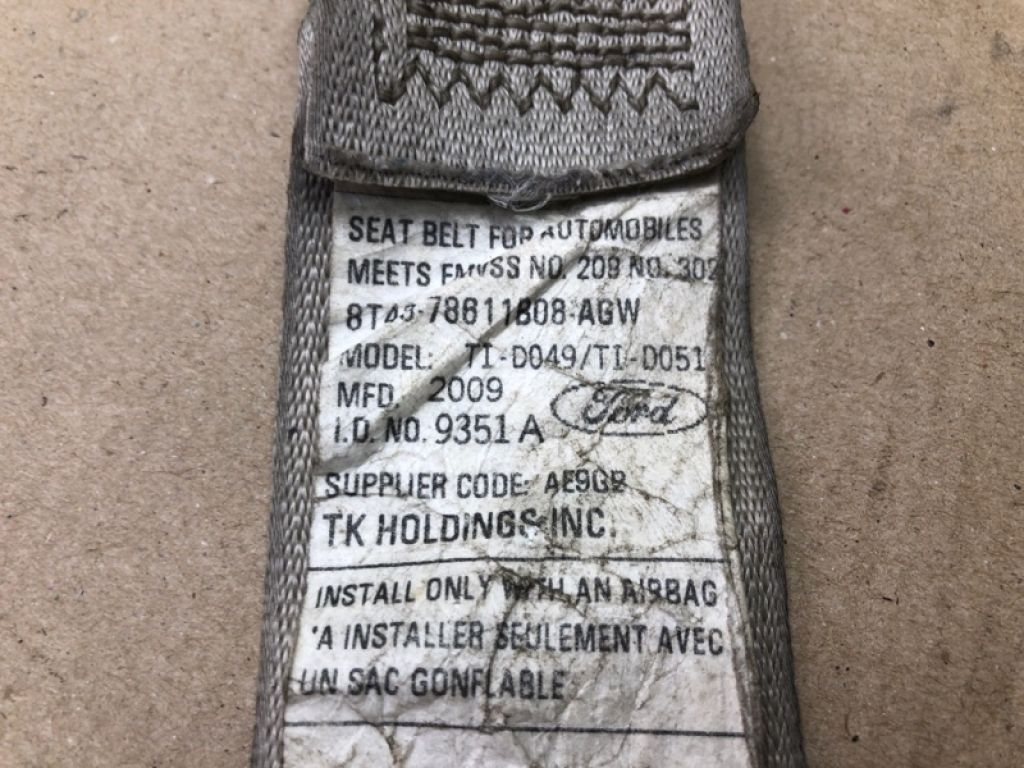 SEAT BELT FOR AUTOMOBILES
MEETS FMVSS NO. 209 NO. 302
78611B08-AGW
MODEL: TI-D049/TI-D051
MFD. 2009
Ford
I.D. NO. 9351 A
SUPPLIER CODE:
TK HOLDINGS INC.
INSTALL ONLY WITH AN AIRBAG
'A INSTALLER SEULEMENT AVEC
UN SAC GONFLABLE